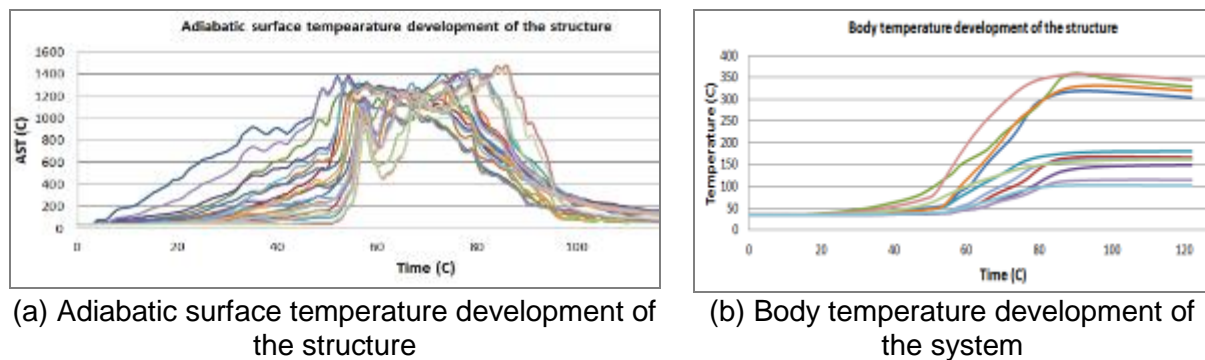 Adiabatic surface tempearature development of the structure
AST (C)
1600
1400
1200
1000
800
600
400
200
0
0 20 40 60 80 100
Time (C)
(a) Adiabatic surface temperature development of
the structure
Body temperature development of the structure
Temperature (C)
400
350
300
250
200
150
100
50
0
0 20 40 60 80 100 120
Time (C)
(b) Body temperature development of
the system